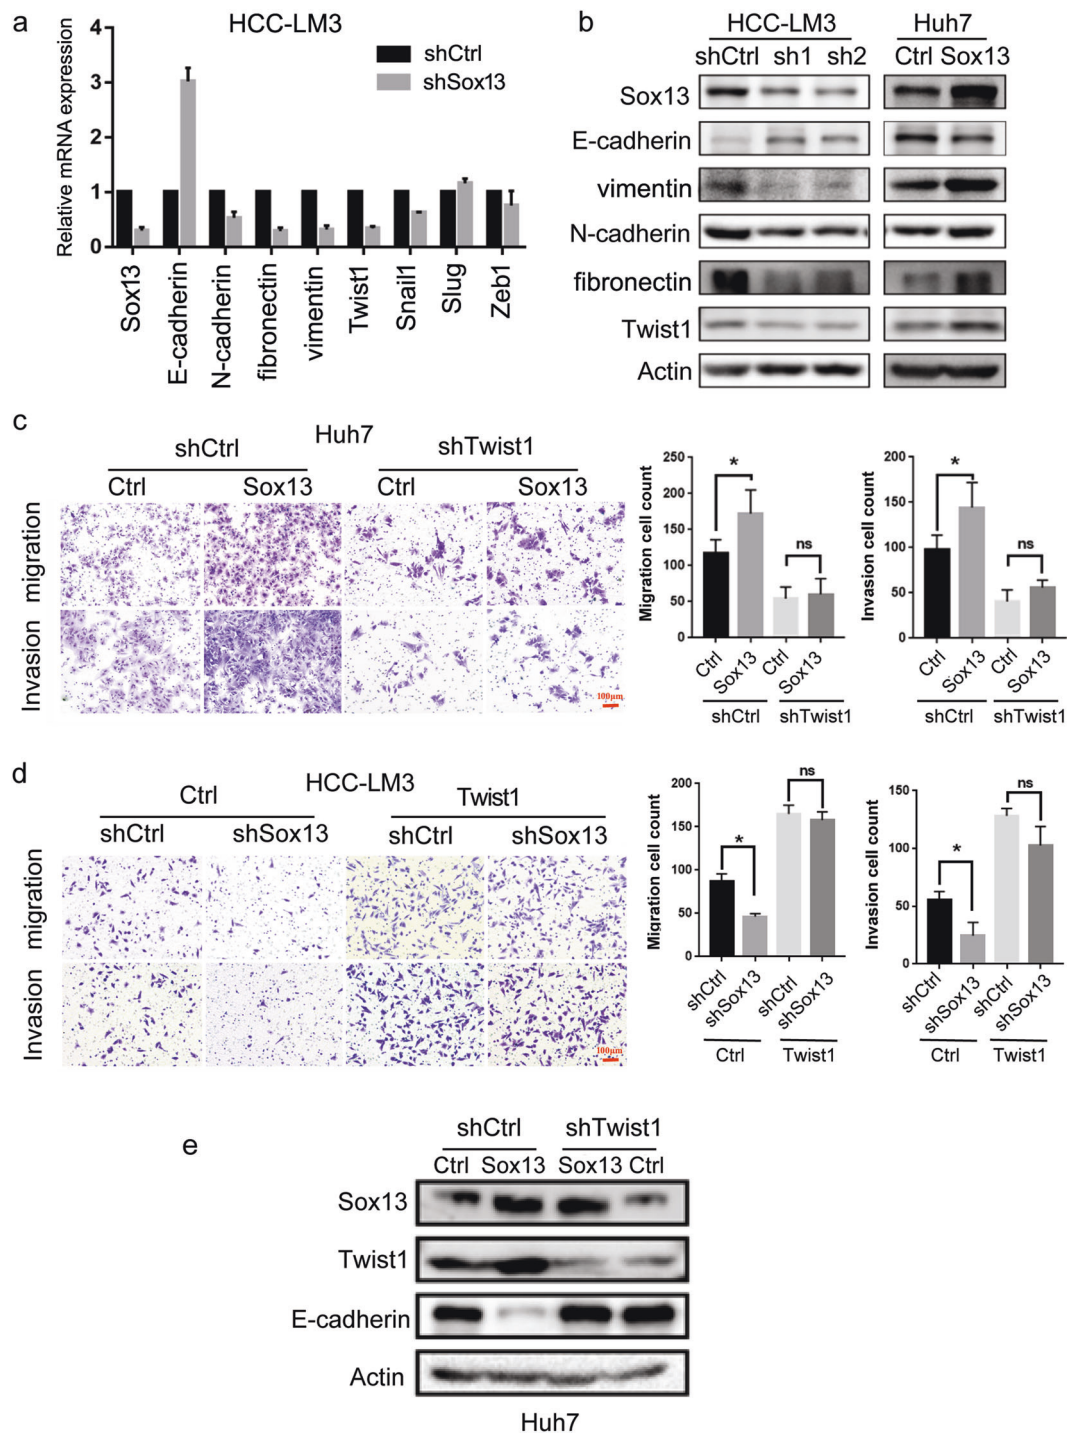 a
HCC-LM3
4
3
2
1
0
Relative mRNA expression
shCtrl
shSox13
Sox13
E-cadherin
N-cadherin
fibronectin
vimentin
Twist1
Snail1
Slug
Zeb1
b
HCC-LM3 Huh7
shCtrl sh1 sh2 Ctrl Sox13
Sox13
E-cadherin
vimentin
N-cadherin
fibronectin
Twist1
Actin
c
Huh7
shCtrl shTwist1
Ctrl Sox13 Ctrl Sox13
migration
Invasion
100μm
Migration cell count
250
200
150
100
50
0
*
ns
Ctrl Sox13 Ctrl Sox13
shCtrl shTwist1
Invasion cell count
200
150
100
50
0
*
ns
Ctrl Sox13 Ctrl Sox13
shCtrl shTwist1
d
HCC-LM3
Ctrl Twist1
shCtrl shSox13 shCtrl shSox13
migration
Invasion
100μm
Migration cell count
200
150
100
50
0
*
ns
shCtrl shSox13 shCtrl shSox13
Ctrl Twist1
Invasion cell count
150
100
50
0
*
ns
shCtrl shSox13 shCtrl shSox13
Ctrl Twist1
e
shCtrl shTwist1
Ctrl Sox13 Sox13 Ctrl
Sox13
Twist1
E-cadherin
Actin
Huh7